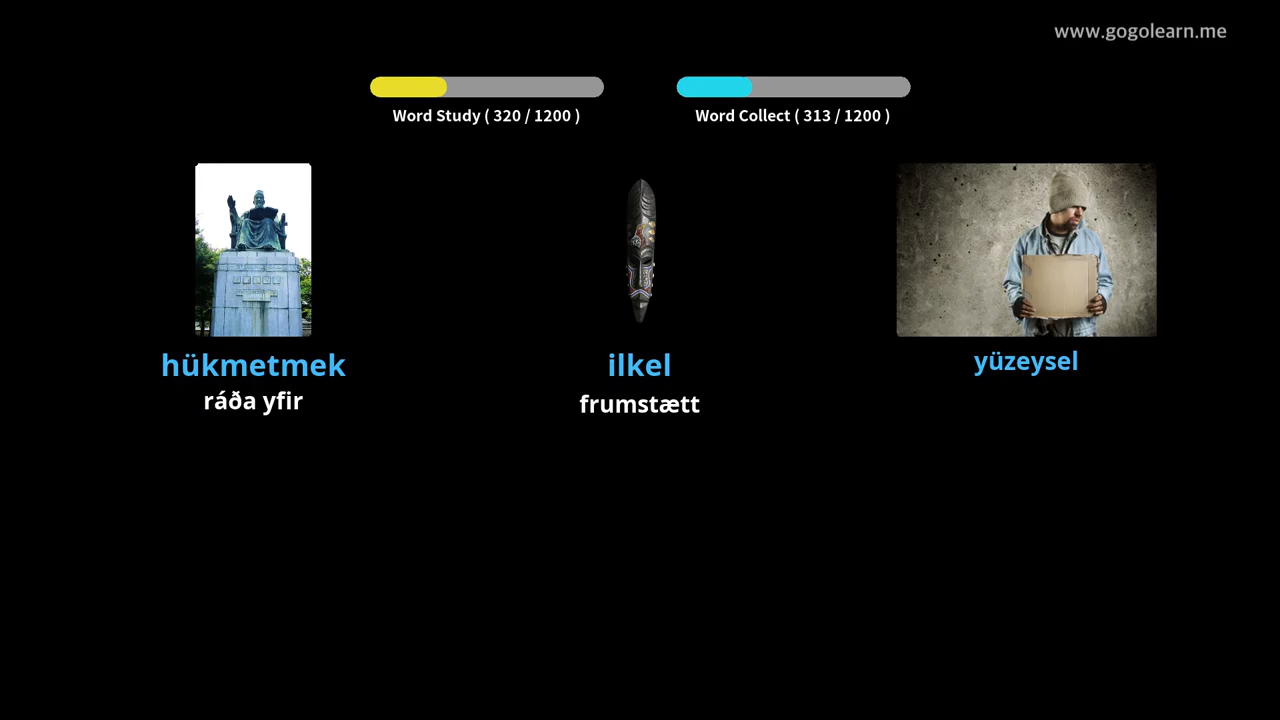 www.gogolearn.me
Word Study ( 320 / 1200 )
Word Collect ( 313 / 1200 )
hükmetmek
ráða yfir
ilkel
frumstætt
yüzeysel